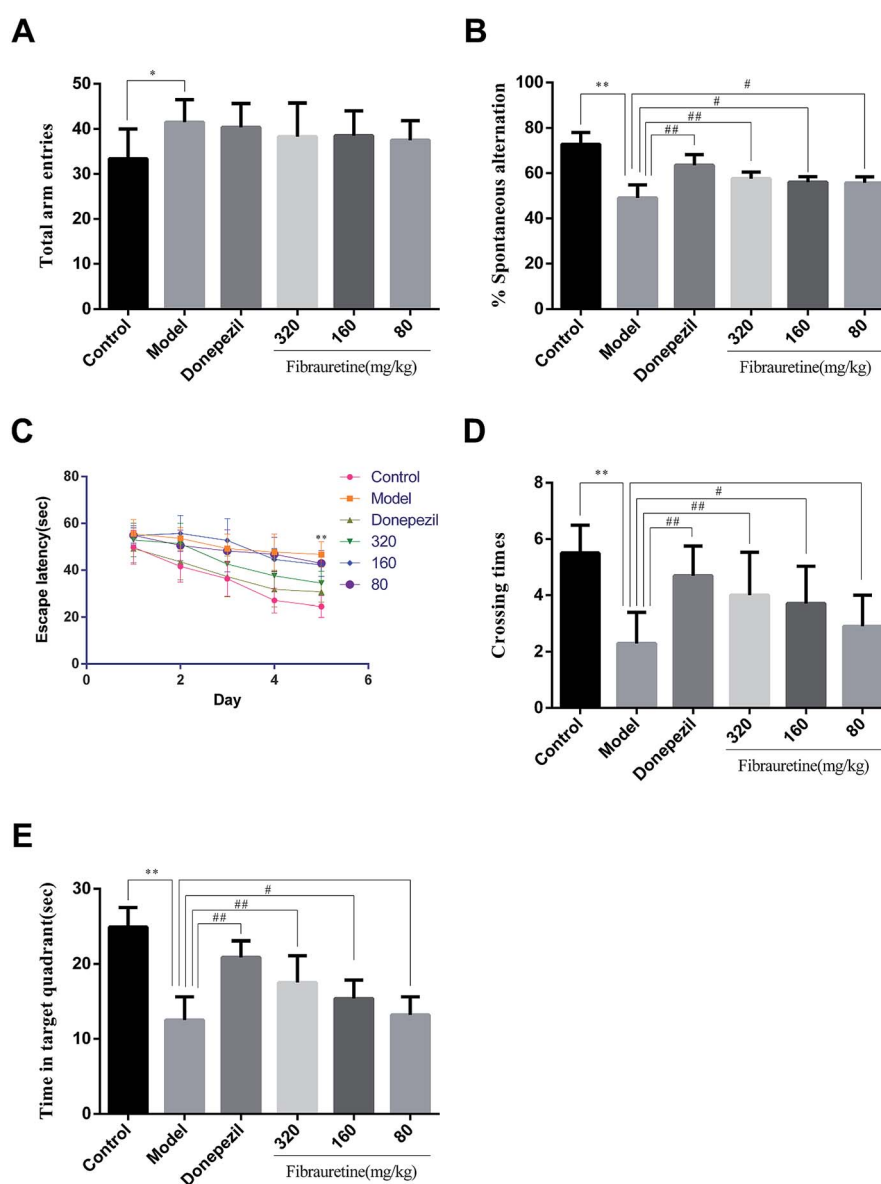 A
*
Total arm entries
50
40
30
20
10
0
Control
Model
Donepezil
320
160
80
Fibrauretine(mg/kg)
B
**
#
#
##
##
% Spontaneous alternation
100
80
60
40
20
0
Control
Model
Donepezil
320
160
80
Fibrauretine(mg/kg)
C
Escape latency(sec)
80
60
40
20
0
0
2
4
6
Day
**
Control
Model
Donepezil
320
160
80
D
**
#
##
##
Crossing times
8
6
4
2
0
Control
Model
Donepezil
320
160
80
Fibrauretine(mg/kg)
E
**
#
##
##
Time in target quadrant(sec)
30
20
10
0
Control
Model
Donepezil
320
160
80
Fibrauretine(mg/kg)